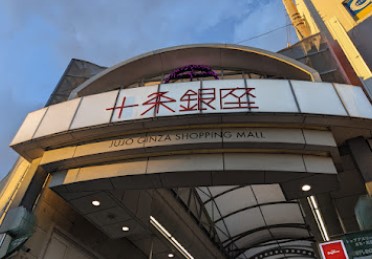 十条銀座
JUJO GINZA SHOPPING MALL